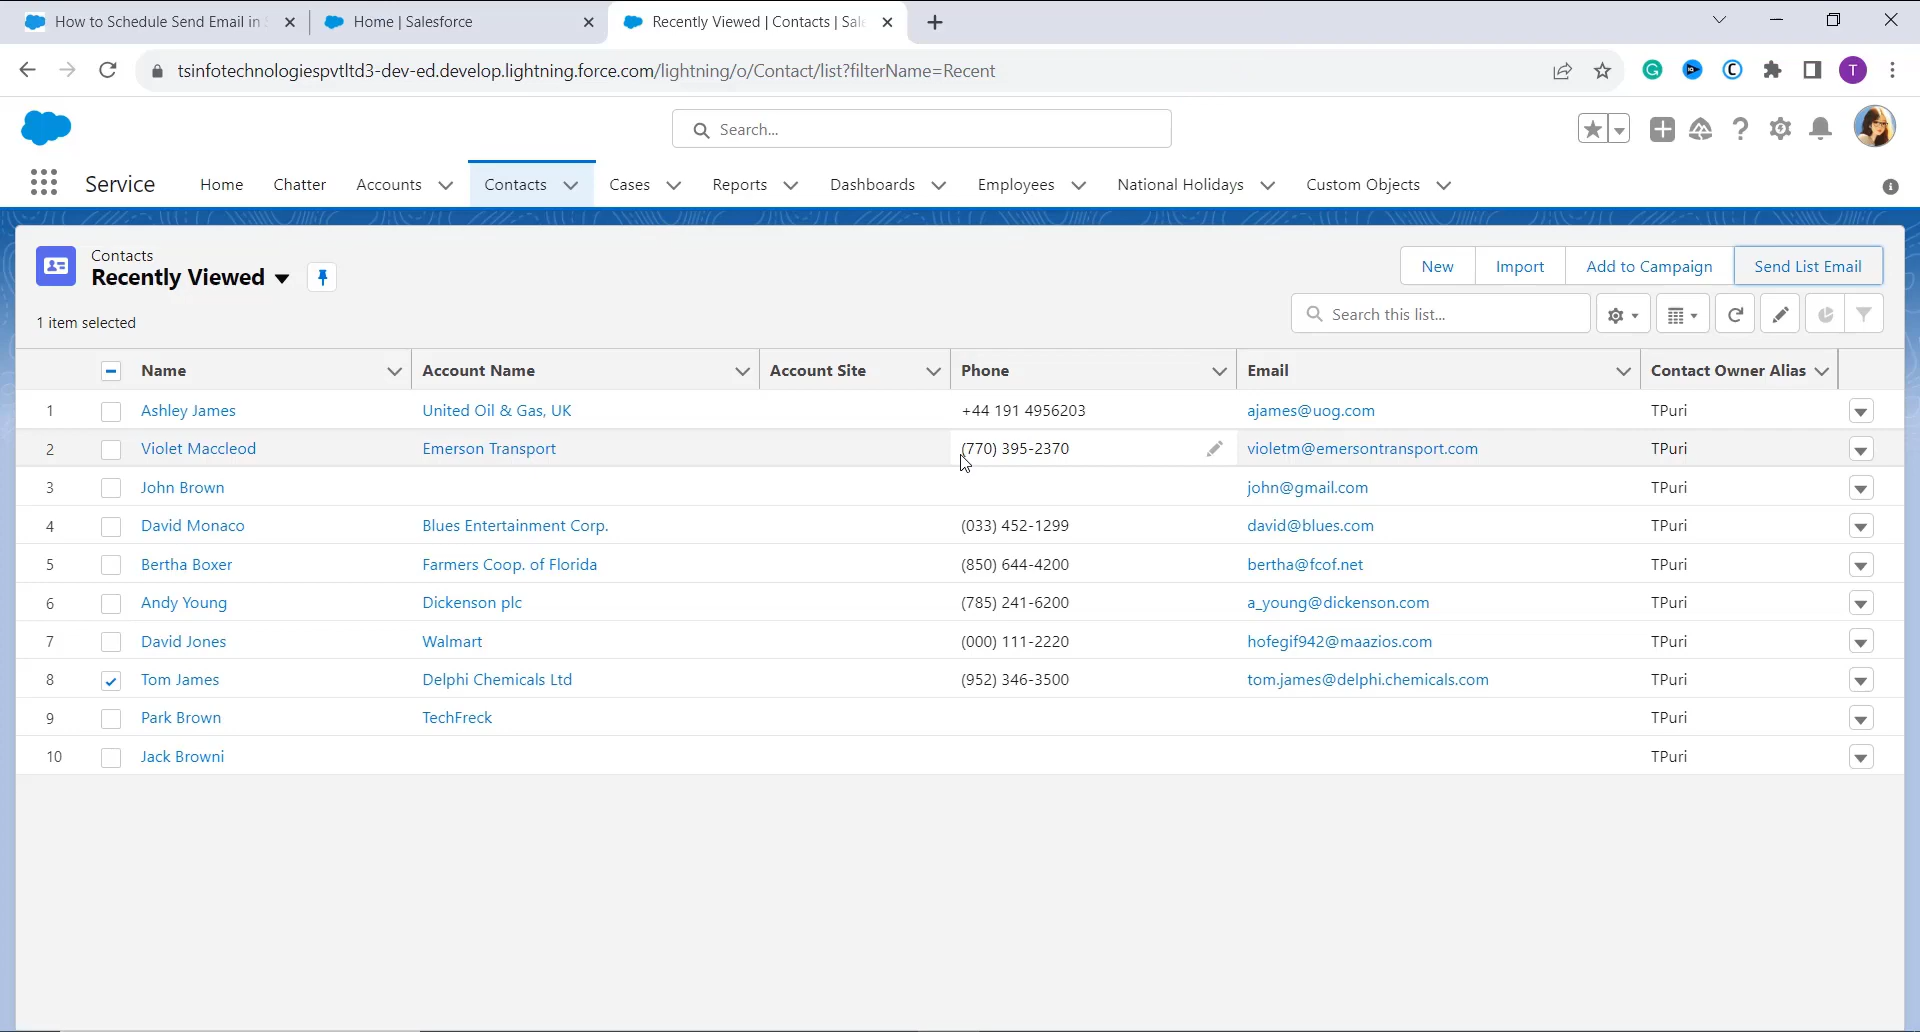 How to Schedule Send Email in S
Home | Salesforce
Recently Viewed | Contacts | Sale
tsinfotechnologiespvtltd3-dev-ed.develop.lightning.force.com/lightning/o/Contact/list?filterName=Recent
T
Search...
Service
Home
Chatter
Accounts
Contacts
Cases
Reports
Dashboards
Employees
National Holidays
Custom Objects
Contacts
Recently Viewed
New
Import
Add to Campaign
Send List Email
1 item selected
Search this list...
Name Account Name Account Site Phone Email Contact Owner Alias
1 Ashley James United Oil & Gas, UK +44 191 4956203 ajames@uog.com TPuri
2 Violet Maccleod Emerson Transport (770) 395-2370 violetm@emersontransport.com TPuri
3 John Brown john@gmail.com TPuri
4 David Monaco Blues Entertainment Corp. (033) 452-1299 david@blues.com TPuri
5 Bertha Boxer Farmers Coop. of Florida (850) 644-4200 bertha@fcof.net TPuri
6 Andy Young Dickenson plc (785) 241-6200 a_young@dickenson.com TPuri
7 David Jones Walmart (000) 111-2220 hofegif942@maazios.com TPuri
8 Tom James Delphi Chemicals Ltd (952) 346-3500 tom.james@delphi.chemicals.com TPuri
9 Park Brown TechFreck TPuri
10 Jack Browni TPuri